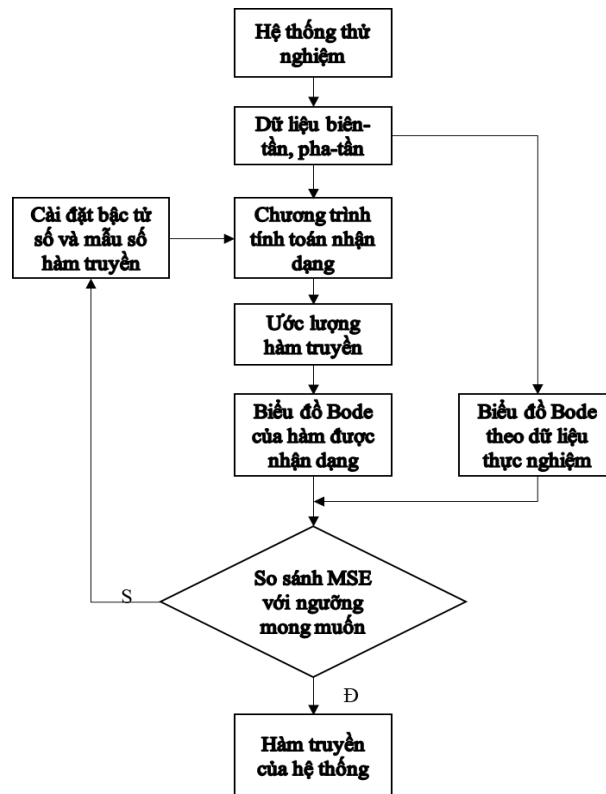 Hệ thống thử
nghiệm
Dữ liệu biên-
tần, pha-tần
Cài đặt bậc tử
số và mẫu số
hàm truyền
Chương trình
tính toán nhận
dạng
Ước lượng
hàm truyền
Biểu đồ Bode
của hàm được
nhận dạng
Biểu đồ Bode
theo dữ liệu
thực nghiệm
So sánh MSE
với ngưỡng
mong muốn
S
Đ
Hàm truyền
của hệ thống